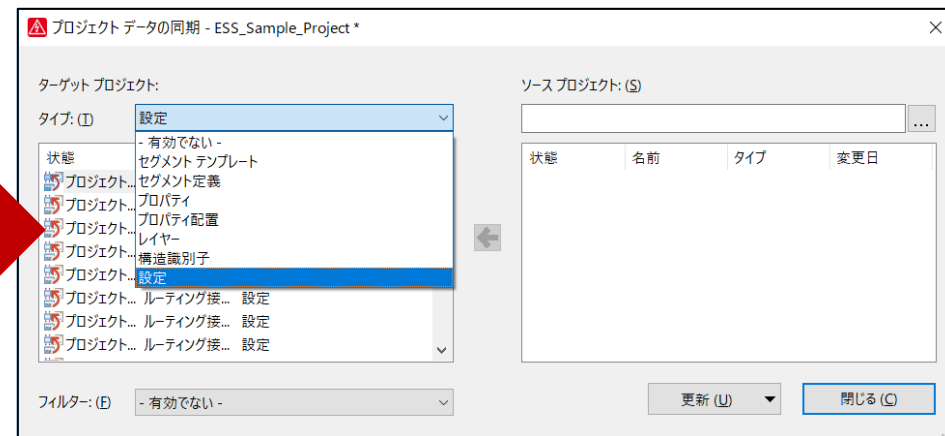 プロジェクト データの同期 - ESS_Sample_Project *
ターゲット プロジェクト:
タイプ: (T)
設定
- 有効でない -
セグメント テンプレート
セグメント定義
プロパティ
プロパティ配置
レイヤー
構造識別子
設定
状態
プロジェクト...
プロジェクト...
プロジェクト...
プロジェクト...
プロジェクト...
プロジェクト... ルーティング接... 設定
プロジェクト... ルーティング接... 設定
プロジェクト... ルーティング接... 設定
フィルター: (F)
- 有効でない -
ソース プロジェクト: (S)
...
状態 名前 タイプ 変更日
更新 (U)
閉じる (C)